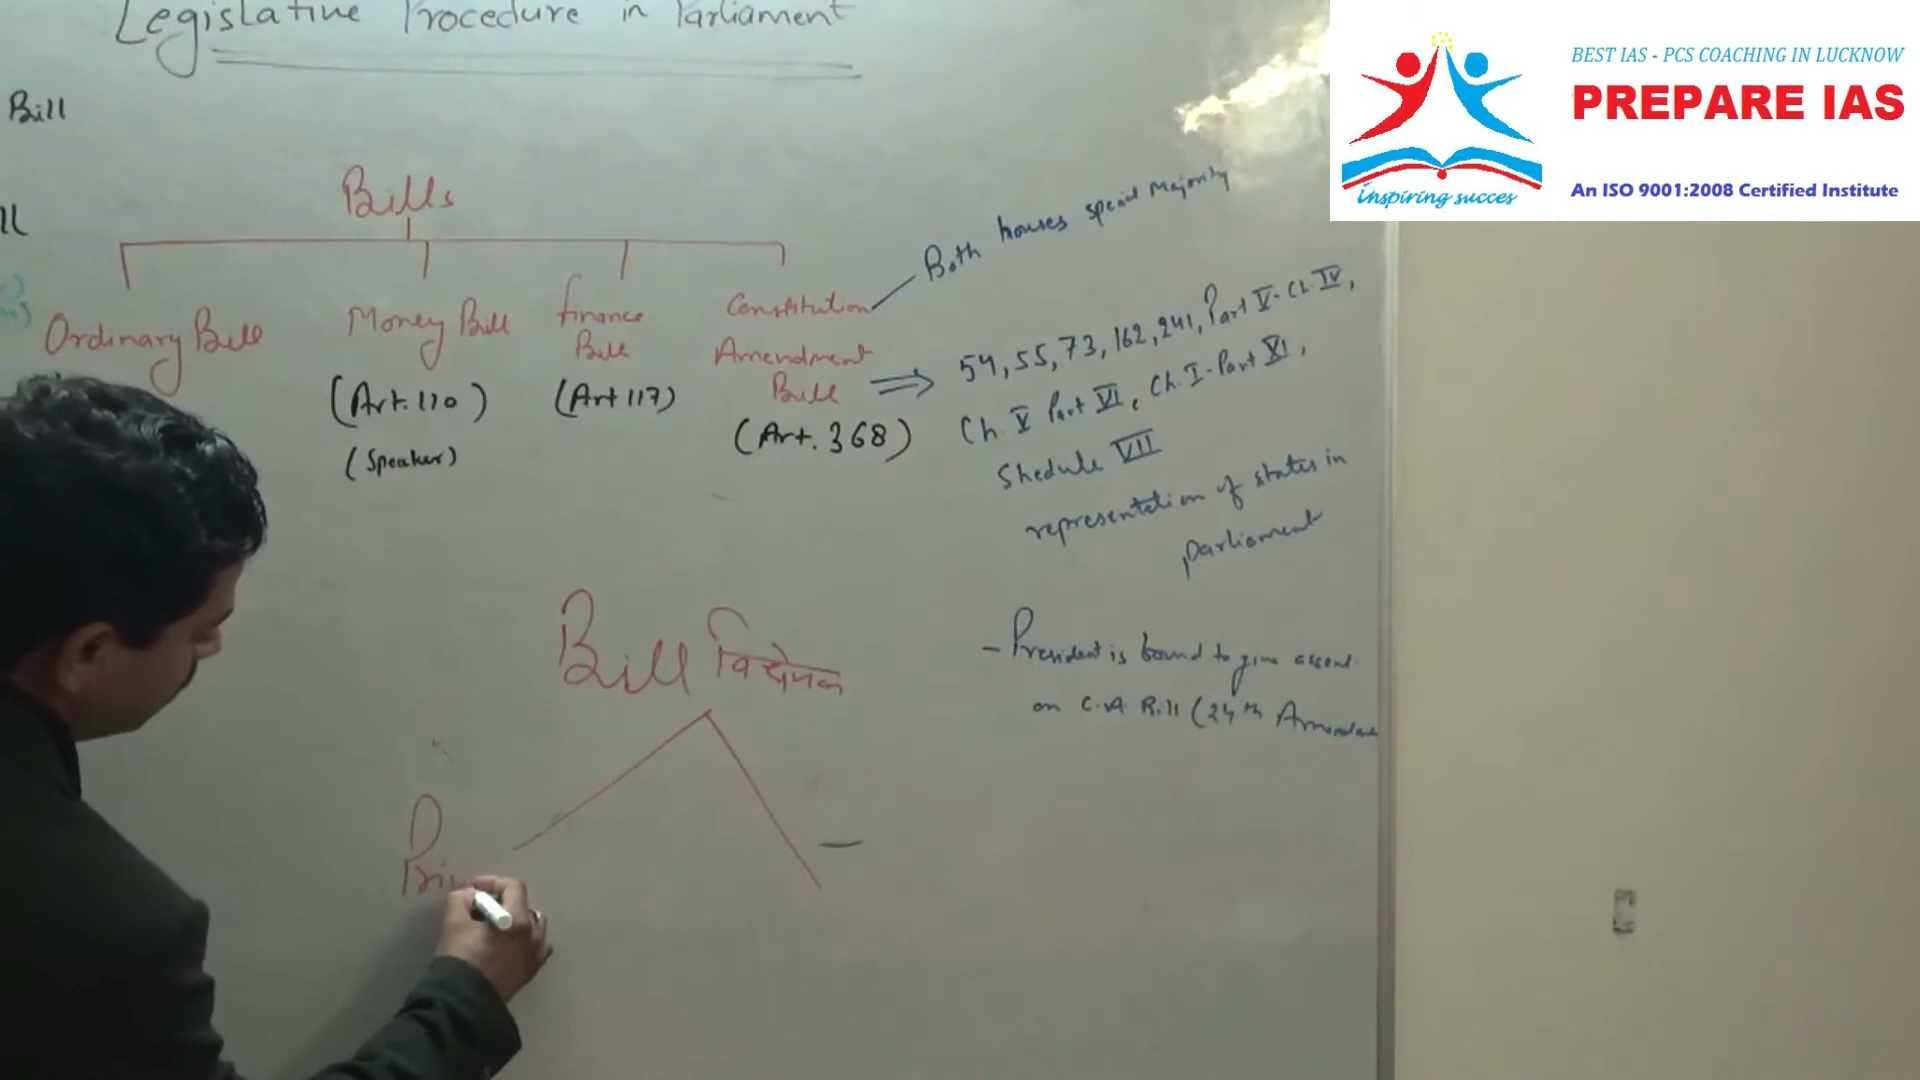 Legislative Procedure in Parliament
Bill
Bills
Ordinary Bill
Money Bill
(Art. 110)
(Speaker)
Finance
Bill
(Art 117)
Constitution
Amendment
Bill
(Art. 368)
Both houses special Majority
54, 55, 73, 162, 241, Part V-Ch. IV,
Ch. V Part VI, Ch. I-Part XI,
Shedule VII
representation of states in
parliament
- President is bound to give assent
on C.A. Bill (24th Amendm
Bill विधेयक
BEST IAS - PCS COACHING IN LUCKNOW
PREPARE IAS
An ISO 9001:2008 Certified Institute
inspiring succes